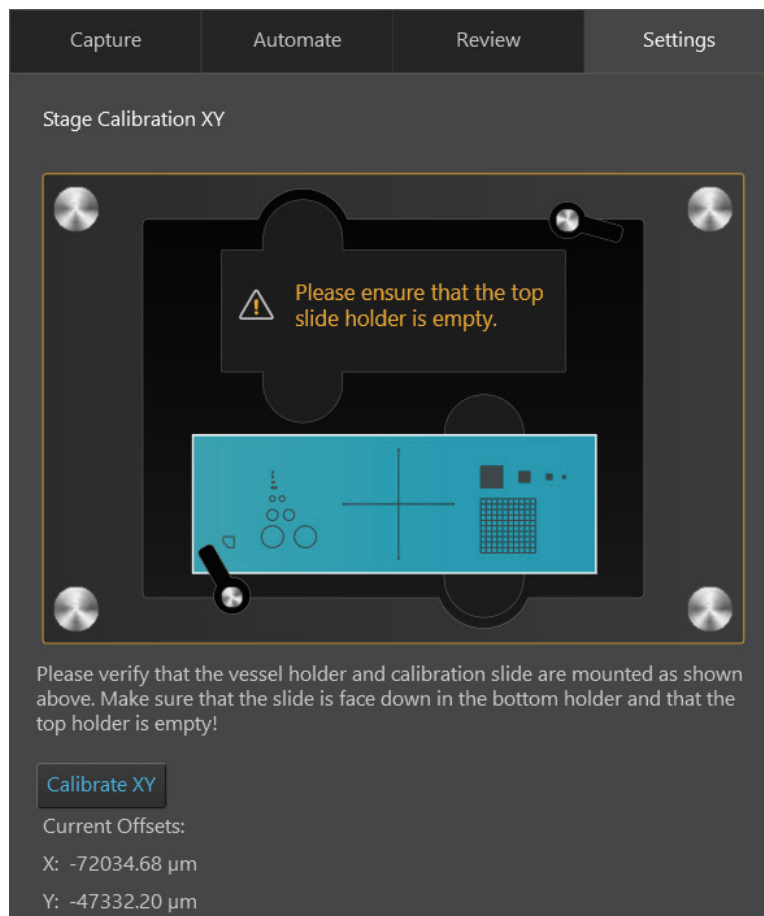 Capture Automate Review Settings
Stage Calibration XY
Please ensure that the top
slide holder is empty.
Please verify that the vessel holder and calibration slide are mounted as shown
above. Make sure that the slide is face down in the bottom holder and that the
top holder is empty!
Calibrate XY
Current Offsets:
X: -72034.68 µm
Y: -47332.20 µm